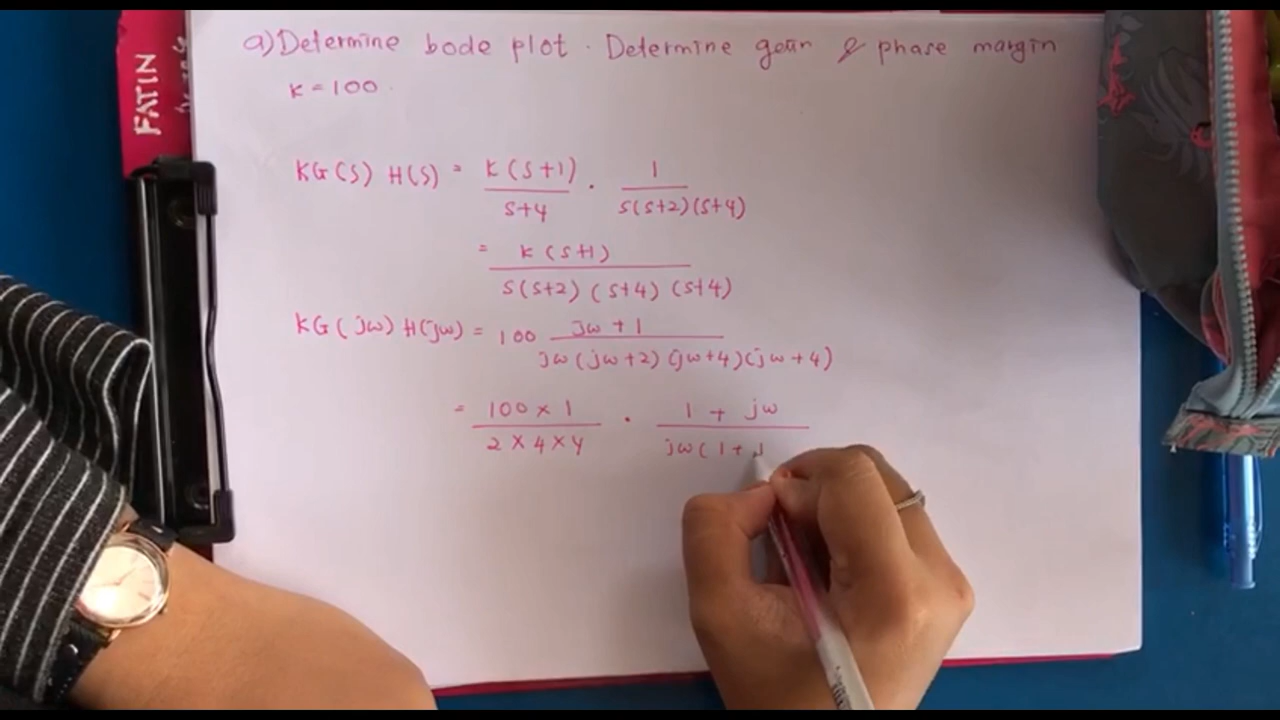 FATIN
a) Determine bode plot. Determine gain & phase margin
K = 100.
KG(s) H(s) = K(s+1)/s+4 · 1/s(s+2)(s+4)
= K(s+1)/s(s+2)(s+4)(s+4)
KG(jω) H(jω) = 100 jω+1/jω(jω+2)(jω+4)(jω+4)
= 100 × 1/2 × 4 × 4 · 1 + jω/jω(1 + j